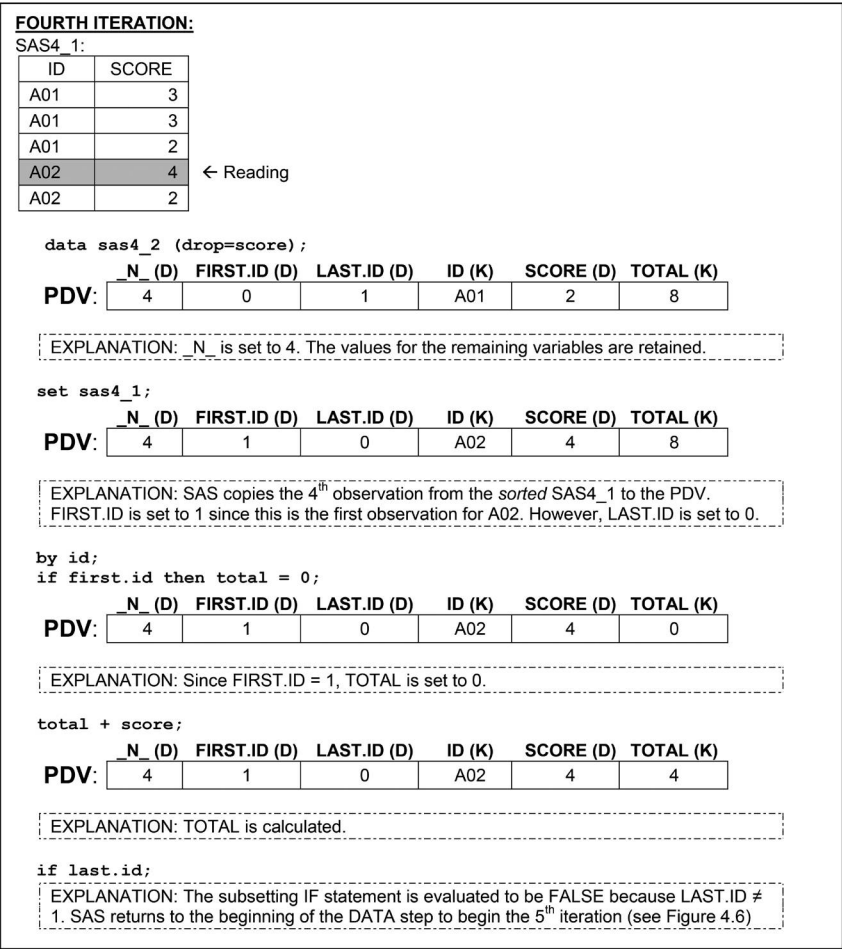 FOURTH ITERATION:
SAS4_1:
ID SCORE
A01 3
A01 3
A01 2
A02 4 ← Reading
A02 2
data sas4_2 (drop=score);
_N_ (D) FIRST.ID (D) LAST.ID (D) ID (K) SCORE (D) TOTAL (K)
PDV: 4 0 1 A01 2 8
EXPLANATION: _N_ is set to 4. The values for the remaining variables are retained.
set sas4_1;
_N_ (D) FIRST.ID (D) LAST.ID (D) ID (K) SCORE (D) TOTAL (K)
PDV: 4 1 0 A02 4 8
EXPLANATION: SAS copies the 4th observation from the sorted SAS4_1 to the PDV.
FIRST.ID is set to 1 since this is the first observation for A02. However, LAST.ID is set to 0.
by id;
if first.id then total = 0;
_N_ (D) FIRST.ID (D) LAST.ID (D) ID (K) SCORE (D) TOTAL (K)
PDV: 4 1 0 A02 4 0
EXPLANATION: Since FIRST.ID = 1, TOTAL is set to 0.
total + score;
_N_ (D) FIRST.ID (D) LAST.ID (D) ID (K) SCORE (D) TOTAL (K)
PDV: 4 1 0 A02 4 4
EXPLANATION: TOTAL is calculated.
if last.id;
EXPLANATION: The subsetting IF statement is evaluated to be FALSE because LAST.ID ≠
1. SAS returns to the beginning of the DATA step to begin the 5th iteration (see Figure 4.6)